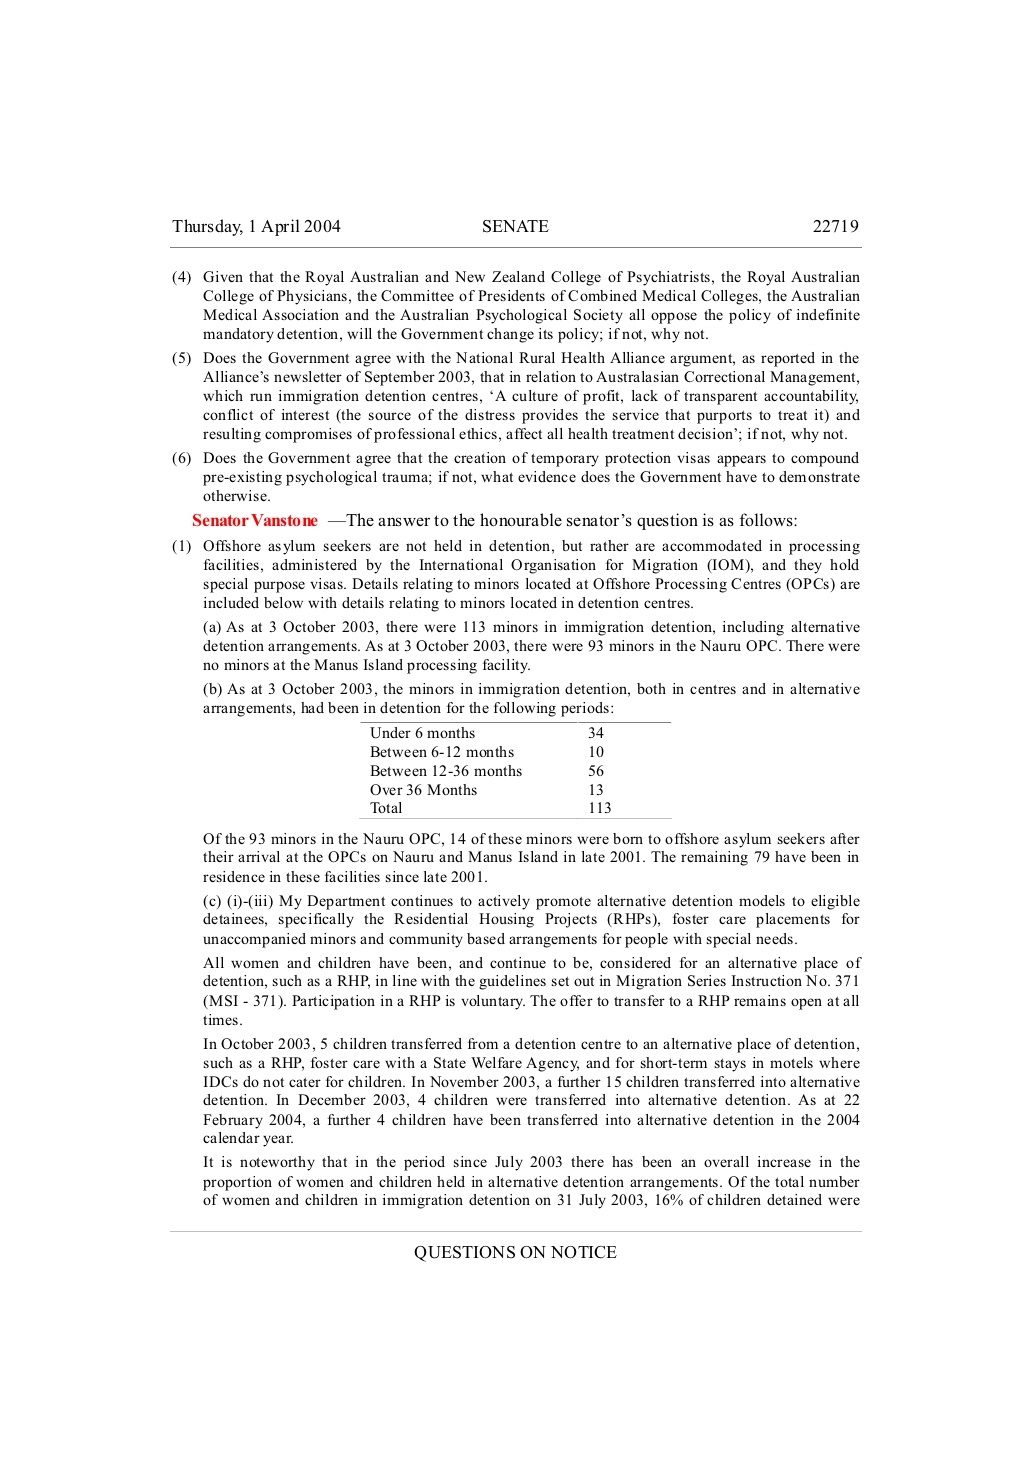 Thursday, 1 April 2004 SENATE 22719
(4) Given that the Royal Australian and New Zealand College of Psychiatrists, the Royal Australian
College of Physicians, the Committee of Presidents of Combined Medical Colleges, the Australian
Medical Association and the Australian Psychological Society all oppose the policy of indefinite
mandatory detention, will the Government change its policy; if not, why not.
(5) Does the Government agree with the National Rural Health Alliance argument, as reported in the
Alliance’s newsletter of September 2003, that in relation to Australasian Correctional Management,
which run immigration detention centres, ‘A culture of profit, lack of transparent accountability,
conflict of interest (the source of the distress provides the service that purports to treat it) and
resulting compromises of professional ethics, affect all health treatment decision’; if not, why not.
(6) Does the Government agree that the creation of temporary protection visas appears to compound
pre-existing psychological trauma; if not, what evidence does the Government have to demonstrate
otherwise.
Senator Vanstone —The answer to the honourable senator’s question is as follows:
(1) Offshore asylum seekers are not held in detention, but rather are accommodated in processing
facilities, administered by the International Organisation for Migration (IOM), and they hold
special purpose visas. Details relating to minors located at Offshore Processing Centres (OPCs) are
included below with details relating to minors located in detention centres.
(a) As at 3 October 2003, there were 113 minors in immigration detention, including alternative
detention arrangements. As at 3 October 2003, there were 93 minors in the Nauru OPC. There were
no minors at the Manus Island processing facility.
(b) As at 3 October 2003, the minors in immigration detention, both in centres and in alternative
arrangements, had been in detention for the following periods:
Under 6 months 34
Between 6-12 months 10
Between 12-36 months 56
Over 36 Months 13
Total 113
Of the 93 minors in the Nauru OPC, 14 of these minors were born to offshore asylum seekers after
their arrival at the OPCs on Nauru and Manus Island in late 2001. The remaining 79 have been in
residence in these facilities since late 2001.
(c) (i)-(iii) My Department continues to actively promote alternative detention models to eligible
detainees, specifically the Residential Housing Projects (RHPs), foster care placements for
unaccompanied minors and community based arrangements for people with special needs.
All women and children have been, and continue to be, considered for an alternative place of
detention, such as a RHP, in line with the guidelines set out in Migration Series Instruction No. 371
(MSI - 371). Participation in a RHP is voluntary. The offer to transfer to a RHP remains open at all
times.
In October 2003, 5 children transferred from a detention centre to an alternative place of detention,
such as a RHP, foster care with a State Welfare Agency, and for short-term stays in motels where
IDCs do not cater for children. In November 2003, a further 15 children transferred into alternative
detention. In December 2003, 4 children were transferred into alternative detention. As at 22
February 2004, a further 4 children have been transferred into alternative detention in the 2004
calendar year.
It is noteworthy that in the period since July 2003 there has been an overall increase in the
proportion of women and children held in alternative detention arrangements. Of the total number
of women and children in immigration detention on 31 July 2003, 16% of children detained were
QUESTIONS ON NOTICE